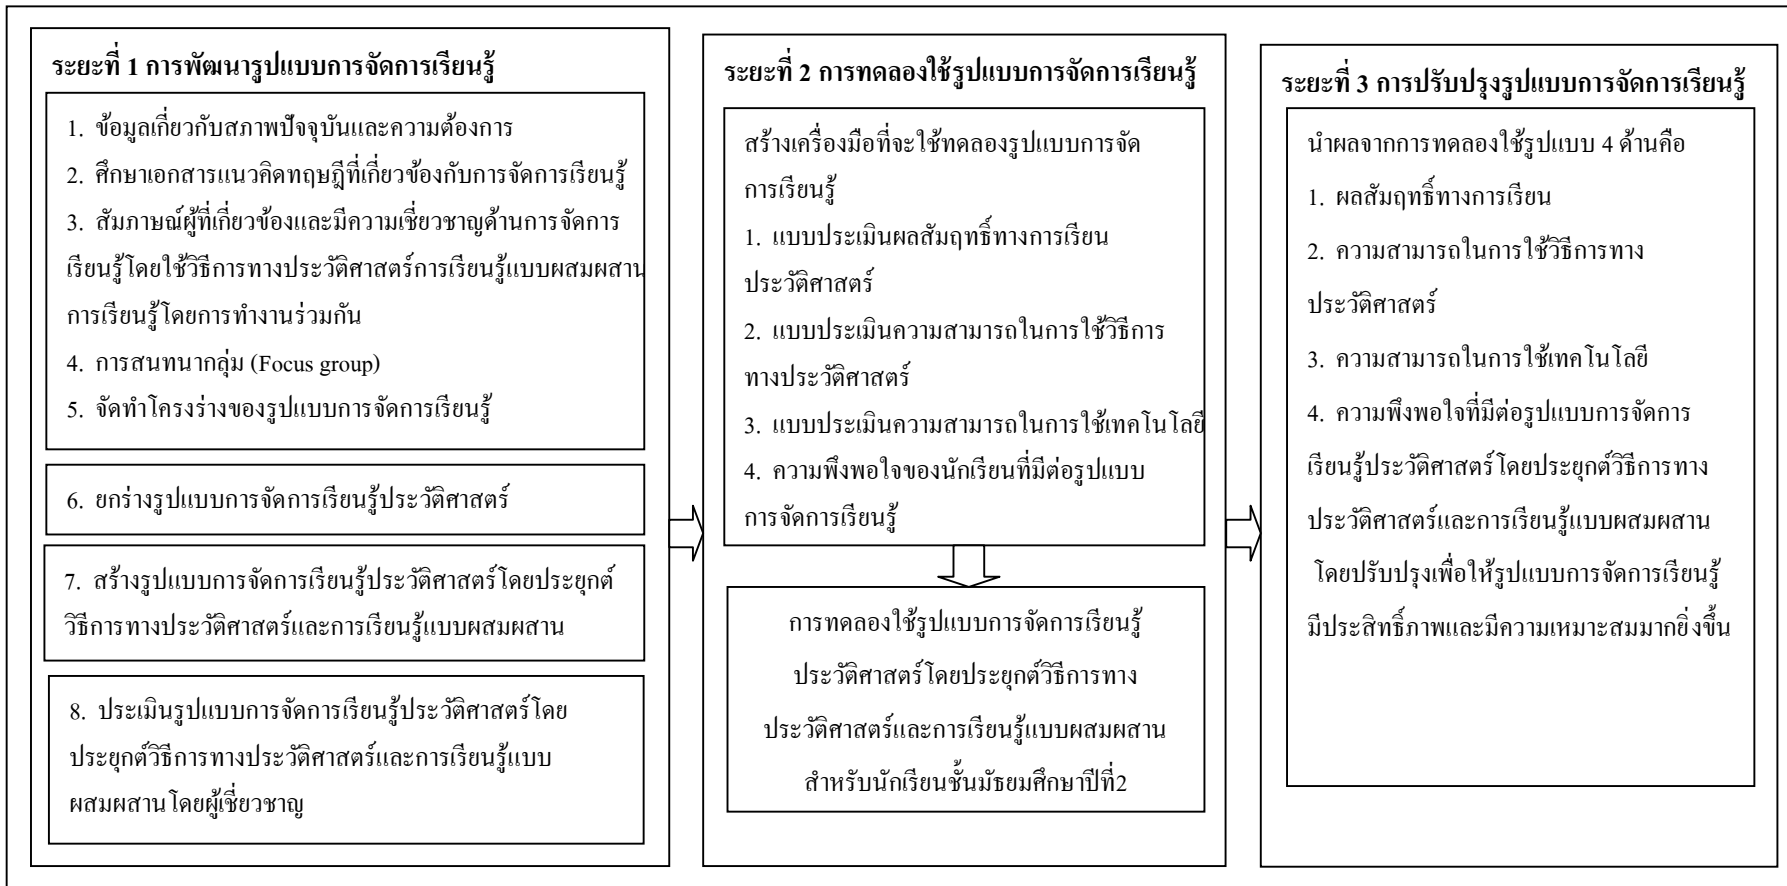 ระยะที่ 1 การพัฒนารูปแบบการจัดการเรียนรู้
1. ข้อมูลเกี่ยวกับสภาพปัจจุบันและความต้องการ
2. ศึกษาเอกสารแนวคิดทฤษฎีที่เกี่ยวข้องกับการจัดการเรียนรู้
3. สัมภาษณ์ผู้ที่เกี่ยวข้องและมีความเชี่ยวชาญด้านการจัดการ
เรียนรู้โดยใช้วิธีการทางประวัติศาสตร์การเรียนรู้แบบผสมผสาน
การเรียนรู้โดยการทำงานร่วมกัน
4. การสนทนากลุ่ม (Focus group)
5. จัดทำโครงร่างของรูปแบบการจัดการเรียนรู้
6. ยกร่างรูปแบบการจัดการเรียนรู้ประวัติศาสตร์
7. สร้างรูปแบบการจัดการเรียนรู้ประวัติศาสตร์โดยประยุกต์
วิธีการทางประวัติศาสตร์และการเรียนรู้แบบผสมผสาน
8. ประเมินรูปแบบการจัดการเรียนรู้ประวัติศาสตร์โดย
ประยุกต์วิธีการทางประวัติศาสตร์และการเรียนรู้แบบ
ผสมผสานโดยผู้เชี่ยวชาญ
ระยะที่ 2 การทดลองใช้รูปแบบการจัดการเรียนรู้
สร้างเครื่องมือที่จะใช้ทดลองรูปแบบการจัด
การเรียนรู้
1. แบบประเมินผลสัมฤทธิ์ทางการเรียน
ประวัติศาสตร์
2. แบบประเมินความสามารถในการใช้วิธีการ
ทางประวัติศาสตร์
3. แบบประเมินความสามารถในการใช้เทคโนโลยี
4. ความพึงพอใจของนักเรียนที่มีต่อรูปแบบ
การจัดการเรียนรู้
การทดลองใช้รูปแบบการจัดการเรียนรู้
ประวัติศาสตร์โดยประยุกต์วิธีการทาง
ประวัติศาสตร์และการเรียนรู้แบบผสมผสาน
สำหรับนักเรียนชั้นมัธยมศึกษาปีที่2
ระยะที่ 3 การปรับปรุงรูปแบบการจัดการเรียนรู้
นำผลจากการทดลองใช้รูปแบบ 4 ด้านคือ
1. ผลสัมฤทธิ์ทางการเรียน
2. ความสามารถในการใช้วิธีการทาง
ประวัติศาสตร์
3. ความสามารถในการใช้เทคโนโลยี
4. ความพึงพอใจที่มีต่อรูปแบบการจัดการ
เรียนรู้ประวัติศาสตร์โดยประยุกต์วิธีการทาง
ประวัติศาสตร์และการเรียนรู้แบบผสมผสาน
โดยปรับปรุงเพื่อให้รูปแบบการจัดการเรียนรู้
มีประสิทธิ์ภาพและมีความเหมาะสมมากยิ่งขึ้น